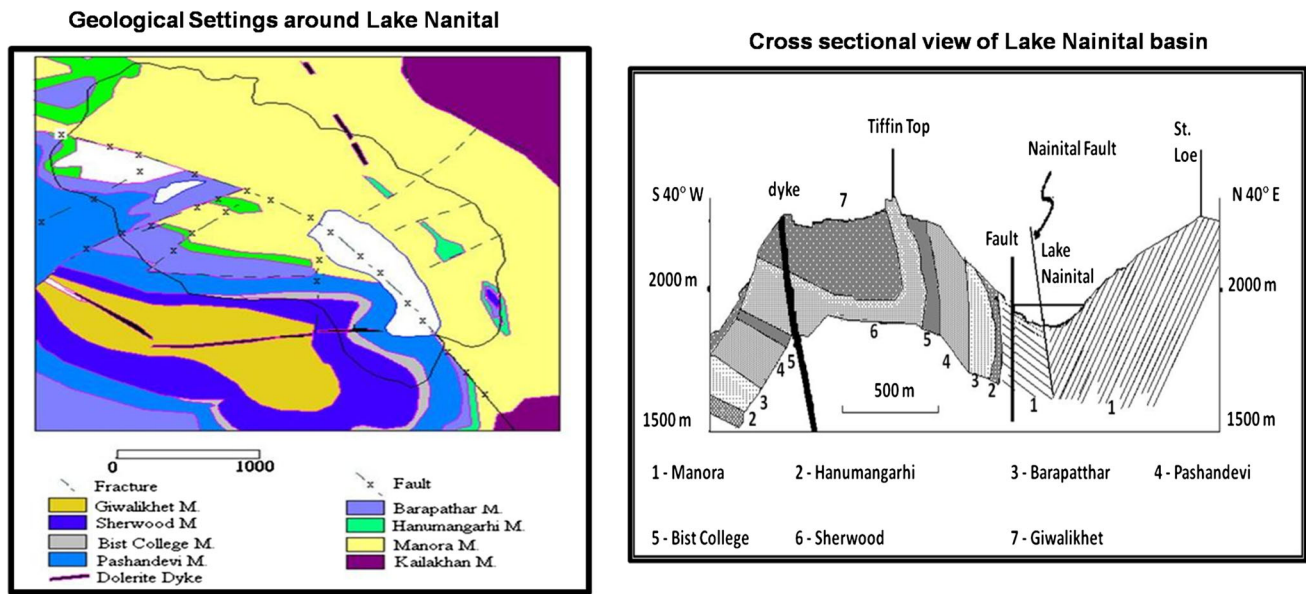 Geological Settings around Lake Nanital
0
1000
Fracture
Fault
Giwalikhet M.
Sherwood M
Bist College M.
Pashandevi M.
Dolerite Dyke
Barapathar M.
Hanumangarhi M.
Manora M.
Kailakhan M.
Cross sectional view of Lake Nainital basin
Tiffin Top
St.
Loe
Nainital Fault
S 40° W
dyke
7
N 40° E
Fault
Lake
Nainital
2000 m
2000 m
6
5
5
4
4
3
3
2
2
1
1
500 m
1500 m
1500 m
1 - Manora
2 - Hanumangarhi
3 - Barapatthar
4 - Pashandevi
5 - Bist College
6 - Sherwood
7 - Giwalikhet